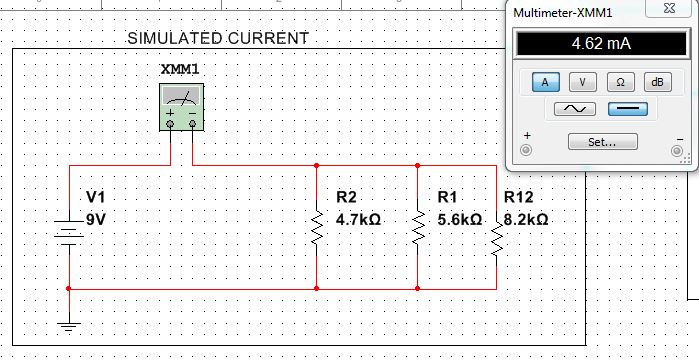 Multimeter-XMM1
4.62 mA
A V Ω dB
+ Set... −
SIMULATED CURRENT
XMM1
+ −
V1
9V
R2
4.7kΩ
R1
5.6kΩ
R12
8.2kΩ